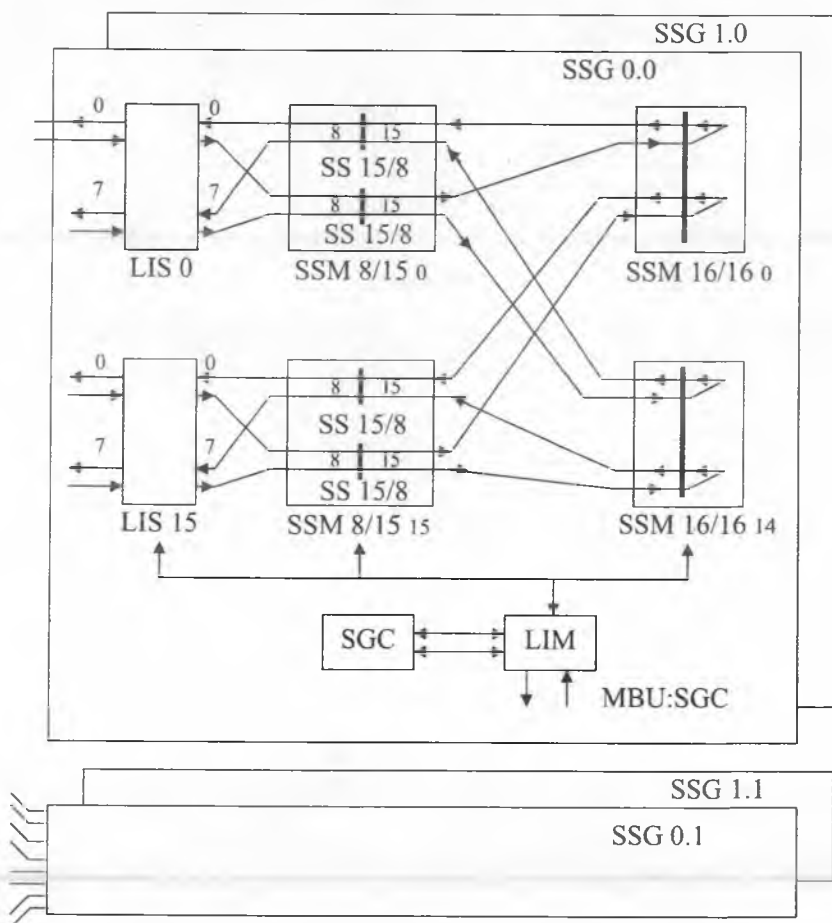 SSG 1.0
SSG 0.0
0 0
8 15
SS 15/8
7 7
8 15
SS 15/8
LIS 0
SSM 8/15 0
SSM 16/16 0
0 0
8 15
SS 15/8
7 7
8 15
SS 15/8
LIS 15
SSM 8/15 15
SSM 16/16 14
SGC
LIM
MBU:SGC
SSG 1.1
SSG 0.1